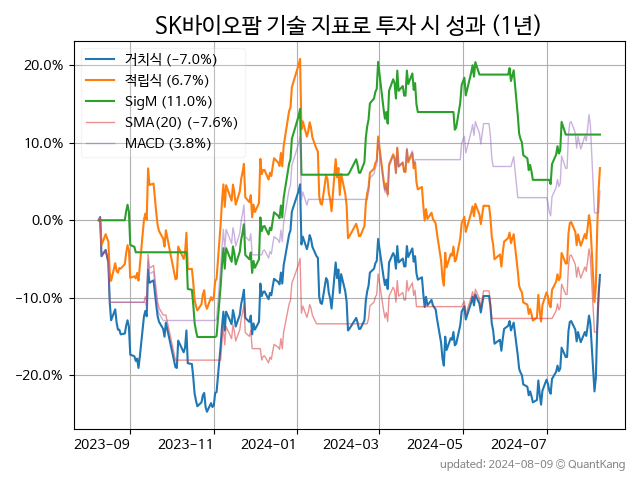 SK바이오팜 기술 지표로 투자 시 성과 (1년)
거치식 (−7.0%)
적립식 (6.7%)
SigM (11.0%)
SMA(20) (−7.6%)
MACD (3.8%)
20.0%
10.0%
0.0%
−10.0%
−20.0%
2023-09 2023-11 2024-01 2024-03 2024-05 2024-07
updated: 2024-08-09 © QuantKang